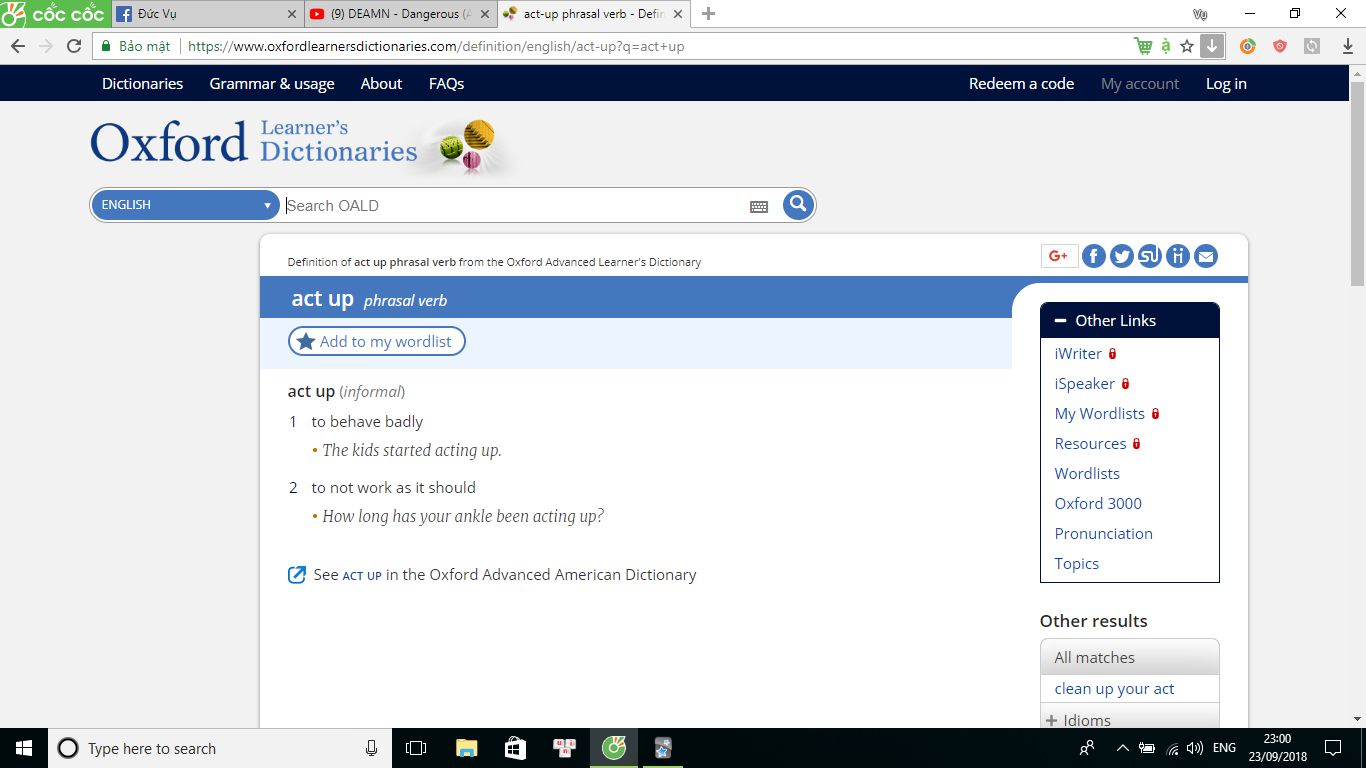 cốc cốc
Đức Vụ
(9) DEAMN - Dangerous (A
act-up phrasal verb - Defin
Vụ
Bảo mật
https://www.oxfordlearnersdictionaries.com/definition/english/act-up?q=act+up
Dictionaries Grammar & usage About FAQs Redeem a code My account Log in
Oxford Learner's Dictionaries
ENGLISH
Search OALD
Definition of act up phrasal verb from the Oxford Advanced Learner's Dictionary
G+
act up phrasal verb
Add to my wordlist
act up (informal)
1 to behave badly
• The kids started acting up.
2 to not work as it should
• How long has your ankle been acting up?
See ACT UP in the Oxford Advanced American Dictionary
Other Links
iWriter
iSpeaker
My Wordlists
Resources
Wordlists
Oxford 3000
Pronunciation
Topics
Other results
All matches
clean up your act
+ Idioms
Type here to search
ENG
23:00
23/09/2018